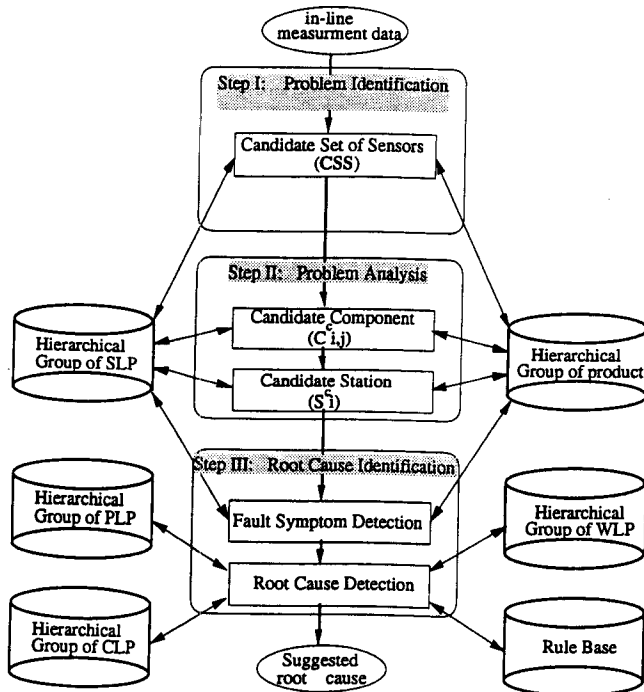 in-line
measurment data
Step I: Problem Identification
Candidate Set of Sensors
(CSS)
Step II: Problem Analysis
Candidate Component
(C c i,j)
Hierarchical
Group of SLP
Hierarchical
Group of product
Candidate Station
(S c i)
Step III: Root Cause Identification
Hierarchical
Group of PLP
Fault Symptom Detection
Hierarchical
Group of WLP
Root Cause Detection
Hierarchical
Group of CLP
Rule Base
Suggested
root cause